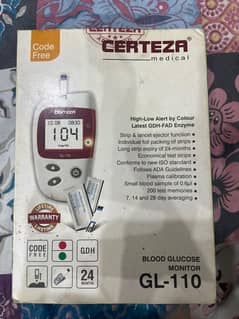 Code
Free
CERTEZA
CERTEZA
medical
High-Low Alert by Colour
Latest GDH-FAD Enzyme
Strip & lancet ejector function
Individual foil packing of strips
Long strip expiry of 24-months
Economical test strips
Conforms to new ISO standard
Follows ADA Guidelines
Plasma calibration
Small blood sample of 0.6µl
200 test memories
7, 14 and 28 day averaging
CERTEZA
104
LIFETIME
WARRANTY
CODE
FREE
GDH
24
MONTHS
BLOOD GLUCOSE
MONITOR
GL-110